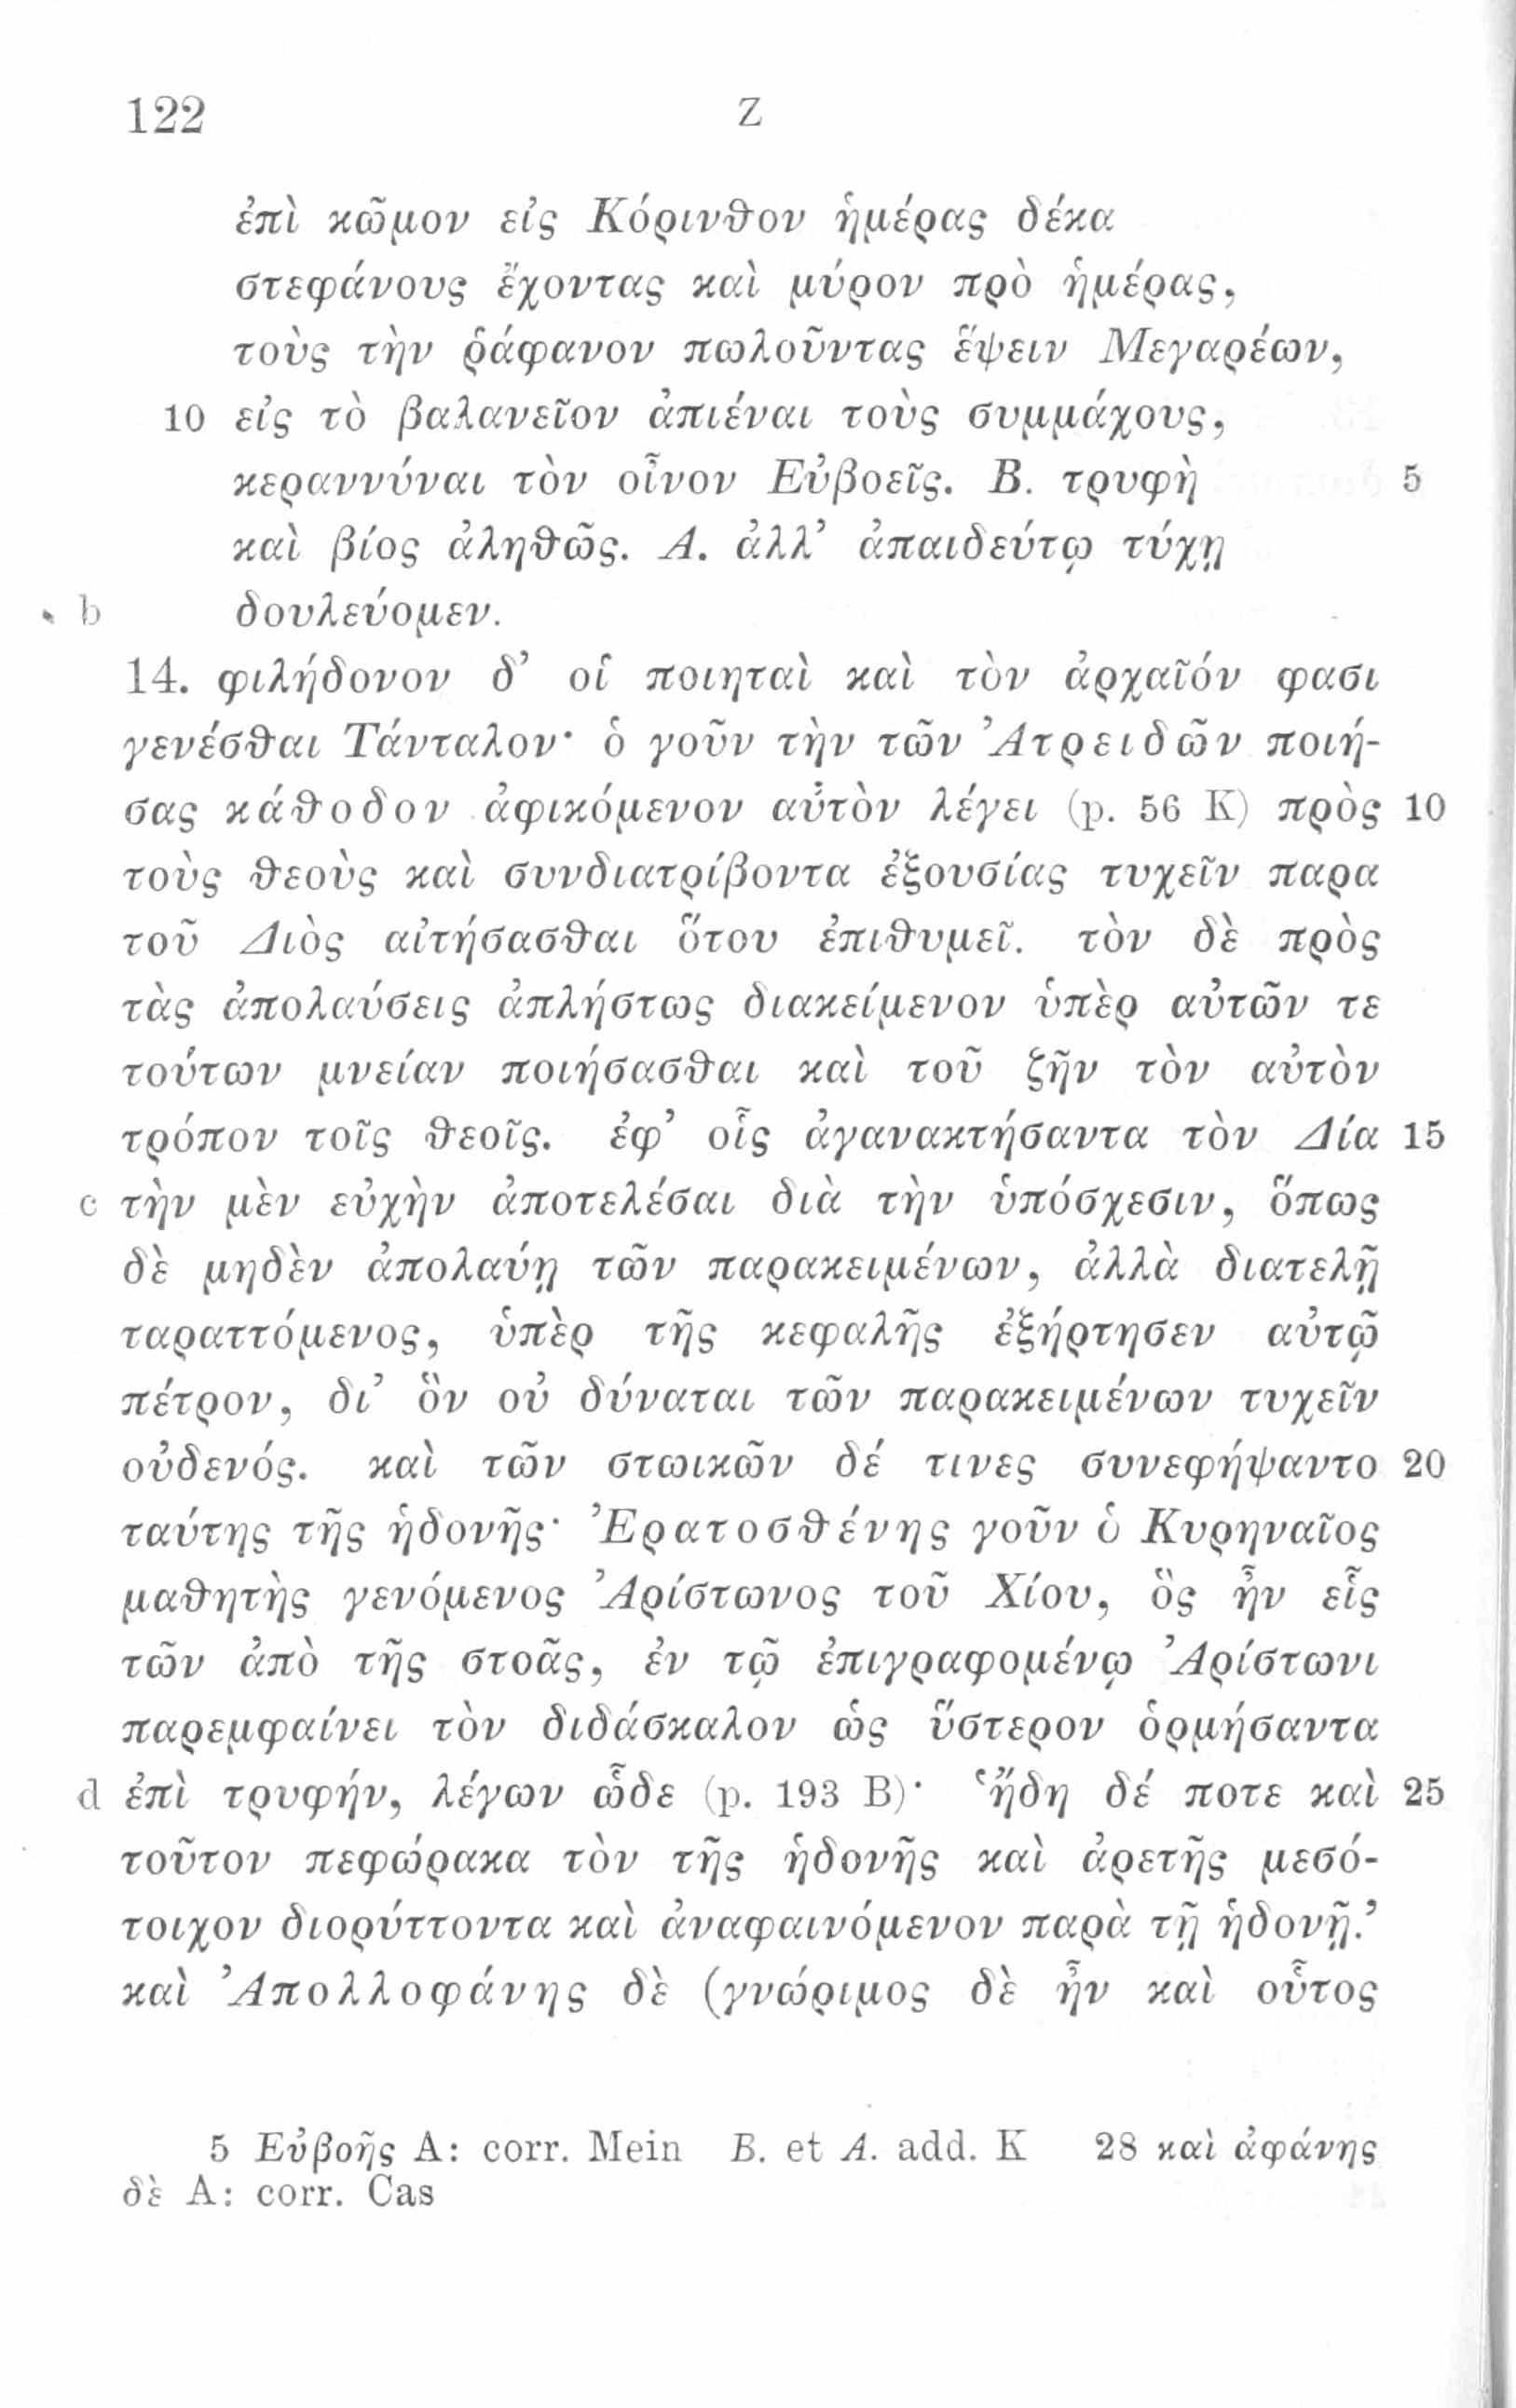 122 Z
ἐπὶ κῶμον εἰς Κόρινθον ἡμέρας δέκα
στεφάνους ἔχοντας καὶ μύρον πρὸ ἡμέρας,
τοὺς τὴν ῥάφανον πωλοῦντας ἕψειν Μεγαρέων,
10 εἰς τὸ βαλανεῖον ἀπιέναι τοὺς συμμάχους,
κεραννύναι τὸν οἶνον Εὐβοεῖς. Β. τρυφὴ 5
καὶ βίος ἀληθῶς. Α. ἀλλ’ ἀπαιδεύτῳ τύχῃ
b δουλεύομεν.
14. φιλήδονον δ’ οἱ ποιηταὶ καὶ τὸν ἀρχαῖόν φασι
γενέσθαι Τάνταλον· ὁ γοῦν τὴν τῶν Ἀτρειδῶν ποιή-
σας κάθοδον ἀφικόμενον αὐτὸν λέγει (p. 56 K) πρὸς 10
τοὺς θεοὺς καὶ συνδιατρίβοντα ἐξουσίας τυχεῖν παρα
τοῦ Διὸς αἰτήσασθαι ὅτου ἐπιθυμεῖ. τὸν δὲ πρὸς
τὰς ἀπολαύσεις ἀπλήστως διακείμενον ὑπὲρ αὐτῶν τε
τούτων μνείαν ποιήσασθαι καὶ τοῦ ζῆν τὸν αὐτὸν
τρόπον τοῖς θεοῖς. ἐφ’ οἷς ἀγανακτήσαντα τὸν Δία 15
c τὴν μὲν εὐχὴν ἀποτελέσαι διὰ τὴν ὑπόσχεσιν, ὅπως
δὲ μηδὲν ἀπολαύῃ τῶν παρακειμένων, ἀλλὰ διατελῇ
ταραττόμενος, ὑπὲρ τῆς κεφαλῆς ἐξήρτησεν αὐτῷ
πέτρον, δι’ ὃν οὐ δύναται τῶν παρακειμένων τυχεῖν
οὐδενός. καὶ τῶν στωικῶν δέ τινες συνεφήψαντο 20
ταύτης τῆς ἡδονῆς· Ἐρατοσθένης γοῦν ὁ Κυρηναῖος
μαθητὴς γενόμενος Ἀρίστωνος τοῦ Χίου, ὃς ἦν εἷς
τῶν ἀπὸ τῆς στοᾶς, ἐν τῷ ἐπιγραφομένῳ Ἀρίστωνι
παρεμφαίνει τὸν διδάσκαλον ὡς ὕστερον ὁρμήσαντα
d ἐπὶ τρυφήν, λέγων ὧδε (p. 193 B)· ‘ἤδη δέ ποτε καὶ 25
τοῦτον πεφώρακα τὸν τῆς ἡδονῆς καὶ ἀρετῆς μεσό-
τοιχον διορύττοντα καὶ ἀναφαινόμενον παρὰ τῇ ἡδονῇ.’
καὶ Ἀπολλοφάνης δὲ (γνώριμος δὲ ἦν καὶ οὗτος
5 Εὐβοῆς A: corr. Mein Β. et Α. add. K 28 καὶ ἀφάνης
δὲ A: corr. Cas